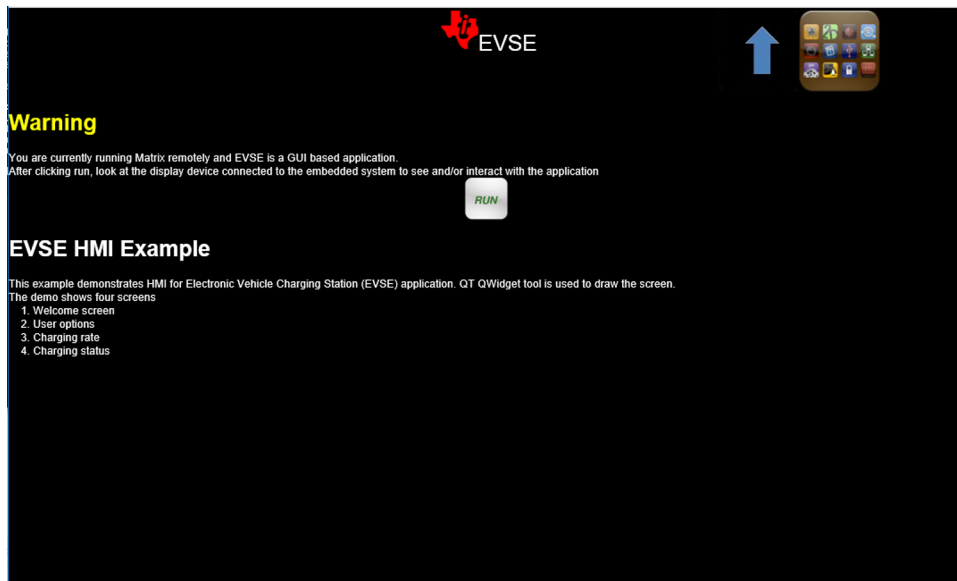 EVSE
Warning
You are currently running Matrix remotely and EVSE is a GUI based application.
After clicking run, look at the display device connected to the embedded system to see and/or interact with the application
RUN
EVSE HMI Example
This example demonstrates HMI for Electronic Vehicle Charging Station (EVSE) application. QT QWidget tool is used to draw the screen.
The demo shows four screens
1. Welcome screen
2. User options
3. Charging rate
4. Charging status